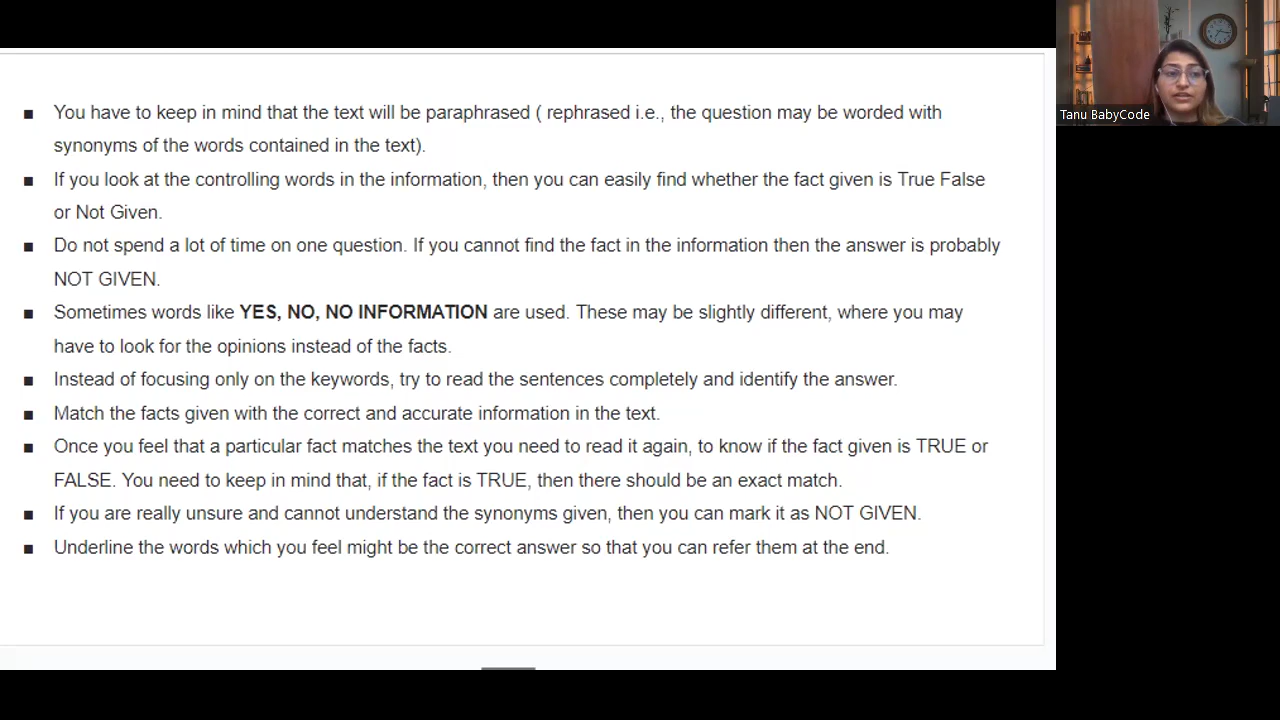 You have to keep in mind that the text will be paraphrased ( rephrased i.e., the question may be worded with
synonyms of the words contained in the text).
If you look at the controlling words in the information, then you can easily find whether the fact given is True False
or Not Given.
Do not spend a lot of time on one question. If you cannot find the fact in the information then the answer is probably
NOT GIVEN.
Sometimes words like YES, NO, NO INFORMATION are used. These may be slightly different, where you may
have to look for the opinions instead of the facts.
Instead of focusing only on the keywords, try to read the sentences completely and identify the answer.
Match the facts given with the correct and accurate information in the text.
Once you feel that a particular fact matches the text you need to read it again, to know if the fact given is TRUE or
FALSE. You need to keep in mind that, if the fact is TRUE, then there should be an exact match.
If you are really unsure and cannot understand the synonyms given, then you can mark it as NOT GIVEN.
Underline the words which you feel might be the correct answer so that you can refer them at the end.
Tanu BabyCode